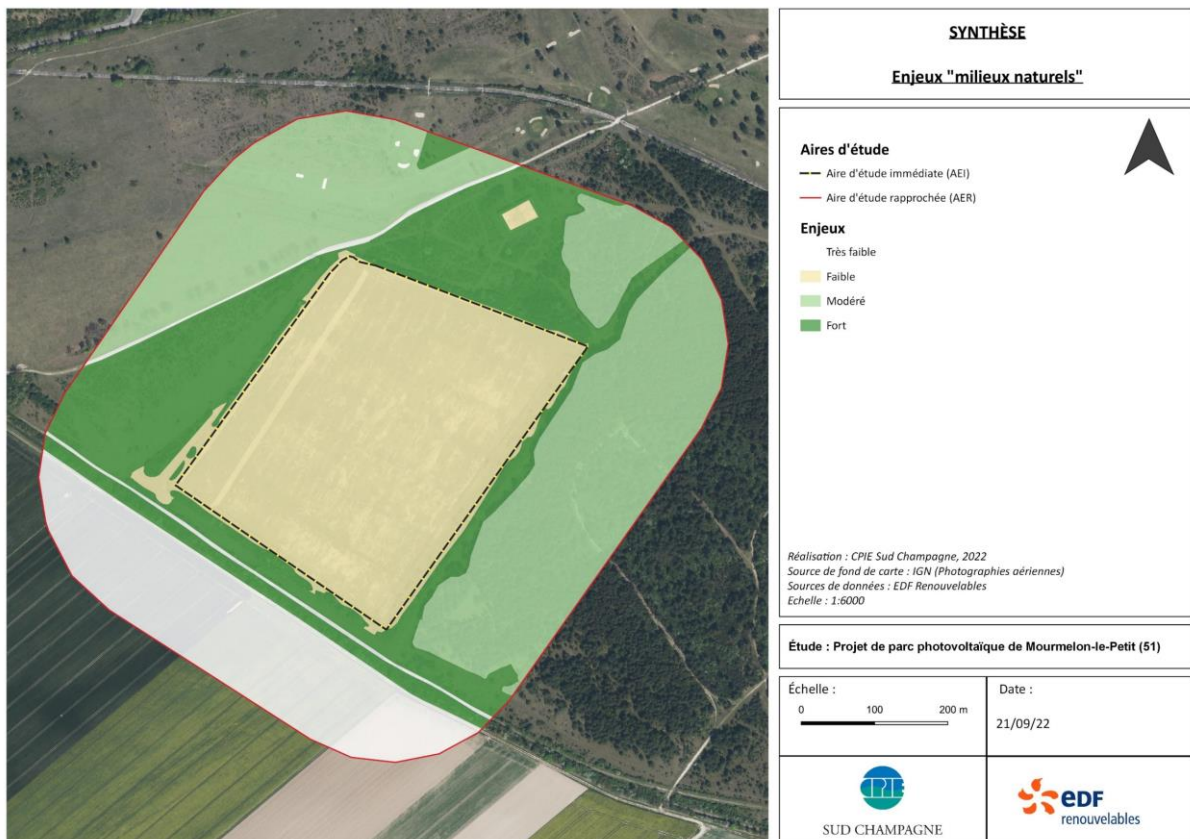 SYNTHÈSE
Enjeux "milieux naturels"
Aires d'étude
Aire d'étude immédiate (AEI)
Aire d'étude rapprochée (AER)
Enjeux
Très faible
Faible
Modéré
Fort
Réalisation : CPIE Sud Champagne, 2022
Source de fond de carte : IGN (Photographies aériennes)
Sources de données : EDF Renouvelables
Echelle : 1:6000
Étude : Projet de parc photovoltaïque de Mourmelon-le-Petit (51)
Échelle :
0 100 200 m
Date :
21/09/22
CPIE
SUD CHAMPAGNE
edf
renouvelables